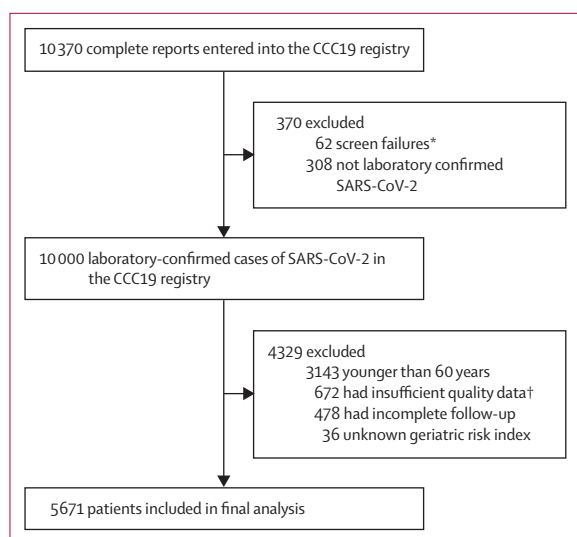 10 370 complete reports entered into the CCC19 registry
370 excluded
62 screen failures*
308 not laboratory confirmed
SARS-CoV-2
10 000 laboratory-confirmed cases of SARS-CoV-2 in
the CCC19 registry
4329 excluded
3143 younger than 60 years
672 had insufficient quality data†
478 had incomplete follow-up
36 unknown geriatric risk index
5671 patients included in final analysis